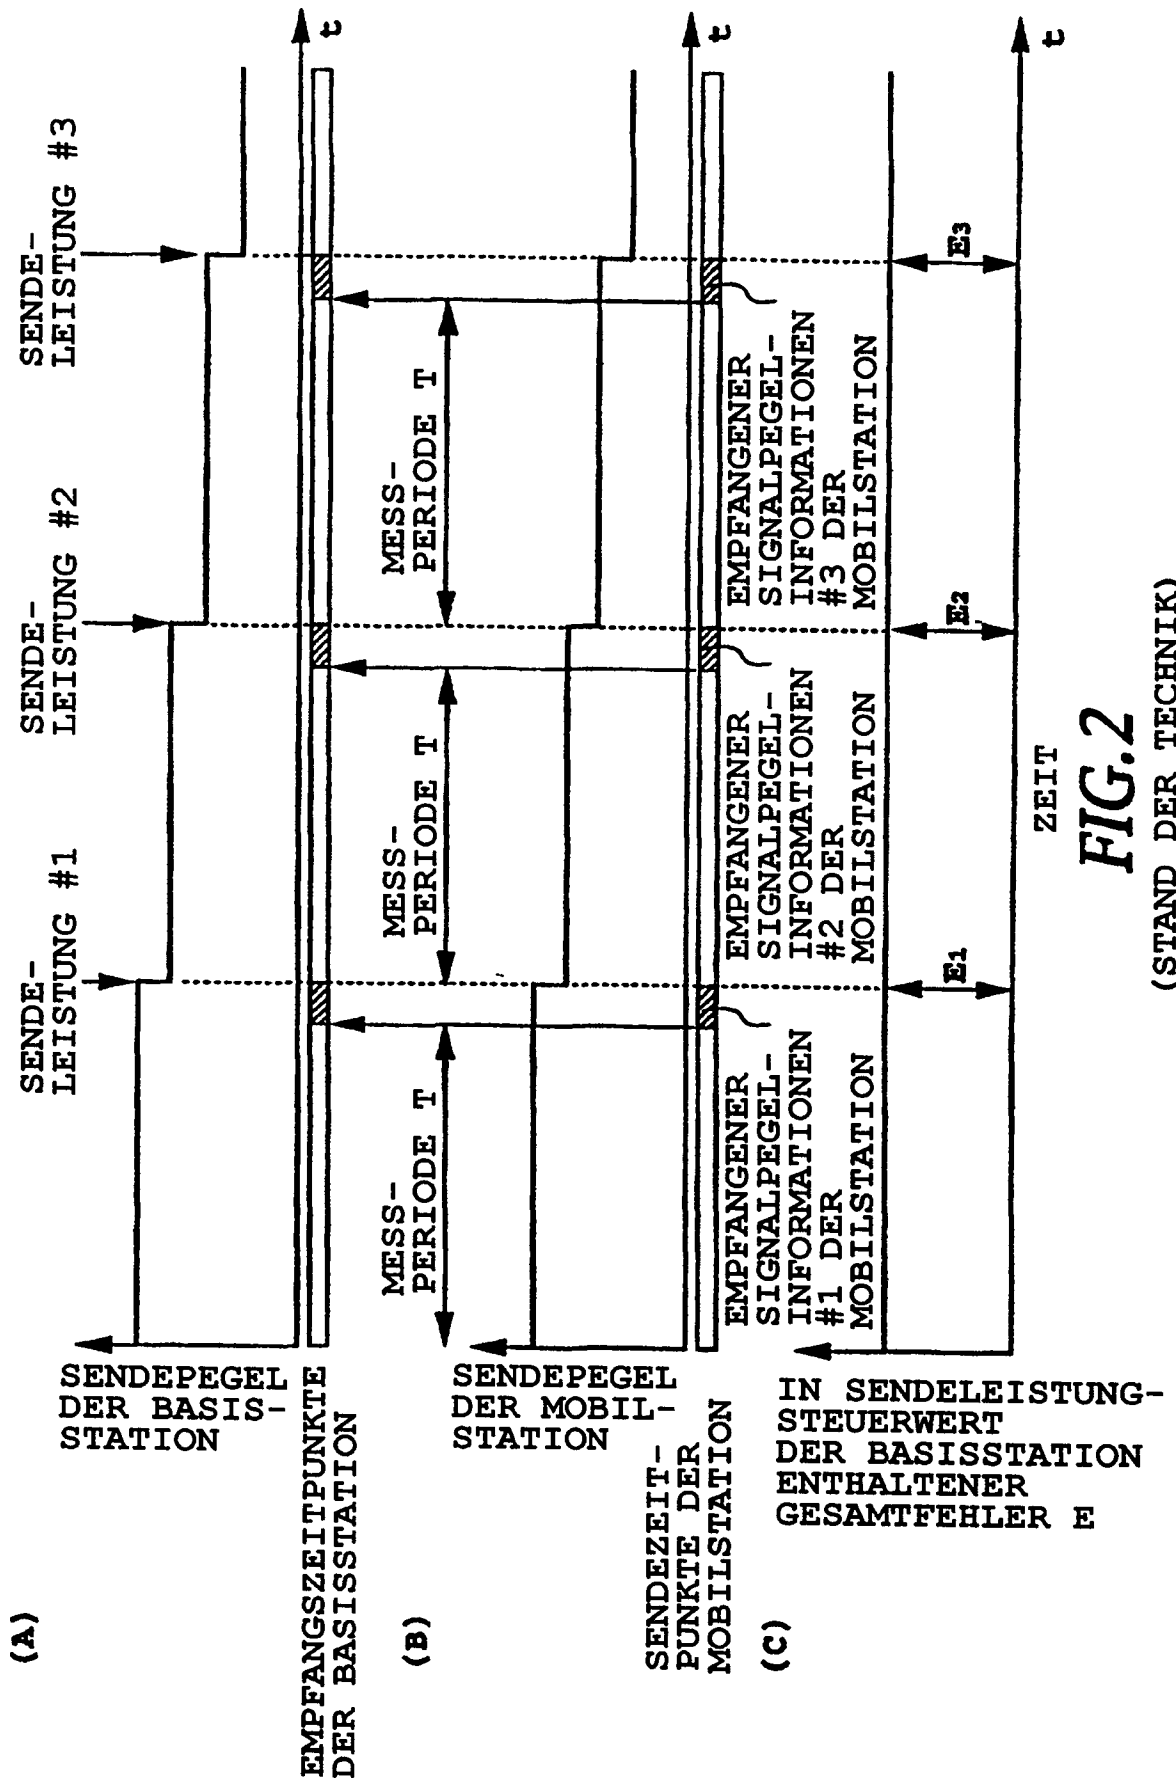 (A)
SENDE-
LEISTUNG #1
SENDE-
LEISTUNG #2
SENDE-
LEISTUNG #3
SENDEPEGEL
DER BASIS-
STATION
t
EMPFANGSZEITPUNKTE
DER BASISSTATION
(B)
MESS-
PERIODE T
MESS-
PERIODE T
MESS-
PERIODE T
SENDEPEGEL
DER MOBIL-
STATION
t
SENDEZEIT-
PUNKTE DER
MOBILSTATION
EMPFANGENER
SIGNALPEGEL-
INFORMATIONEN
#1 DER
MOBILSTATION
EMPFANGENER
SIGNALPEGEL-
INFORMATIONEN
#2 DER
MOBILSTATION
EMPFANGENER
SIGNALPEGEL-
INFORMATIONEN
#3 DER
MOBILSTATION
(C)
IN SENDELEISTUNG-
STEUERWERT
DER BASISSTATION
ENTHALTENER
GESAMTFEHLER E
E1
E2
E3
t
ZEIT
FIG.2
(STAND DER TECHNIK)